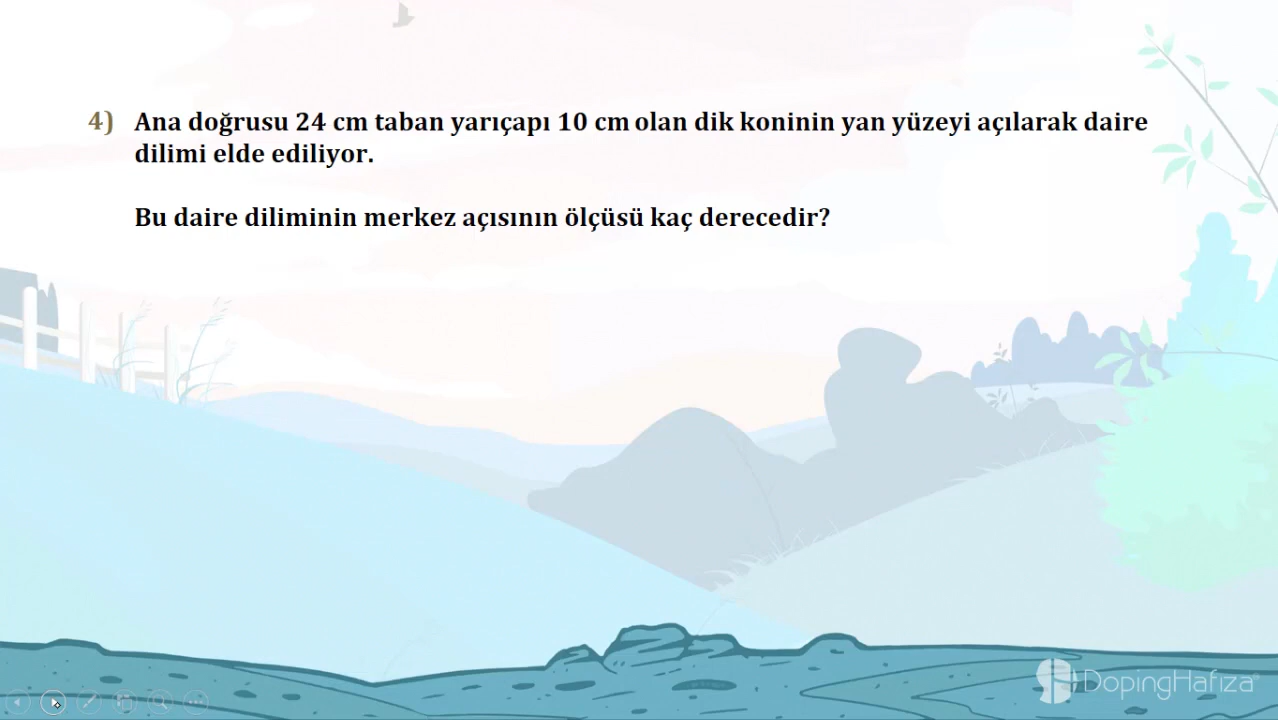 4) Ana doğrusu 24 cm taban yarıçapı 10 cm olan dik koninin yan yüzeyi açılarak daire
dilimi elde ediliyor.
Bu daire diliminin merkez açısının ölçüsü kaç derecedir?
DopingHafiza